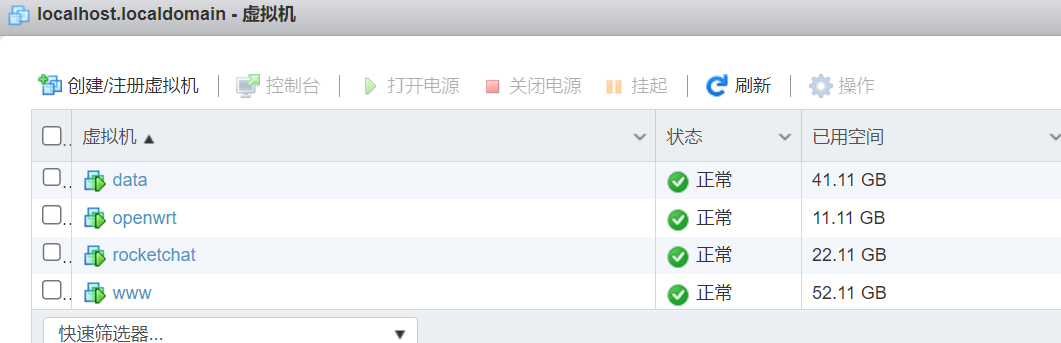 localhost.localdomain - 虚拟机
创建/注册虚拟机 控制台 打开电源 关闭电源 挂起 刷新 操作
虚拟机 状态 已用空间
data 正常 41.11 GB
openwrt 正常 11.11 GB
rocketchat 正常 22.11 GB
www 正常 52.11 GB
快速筛选器...